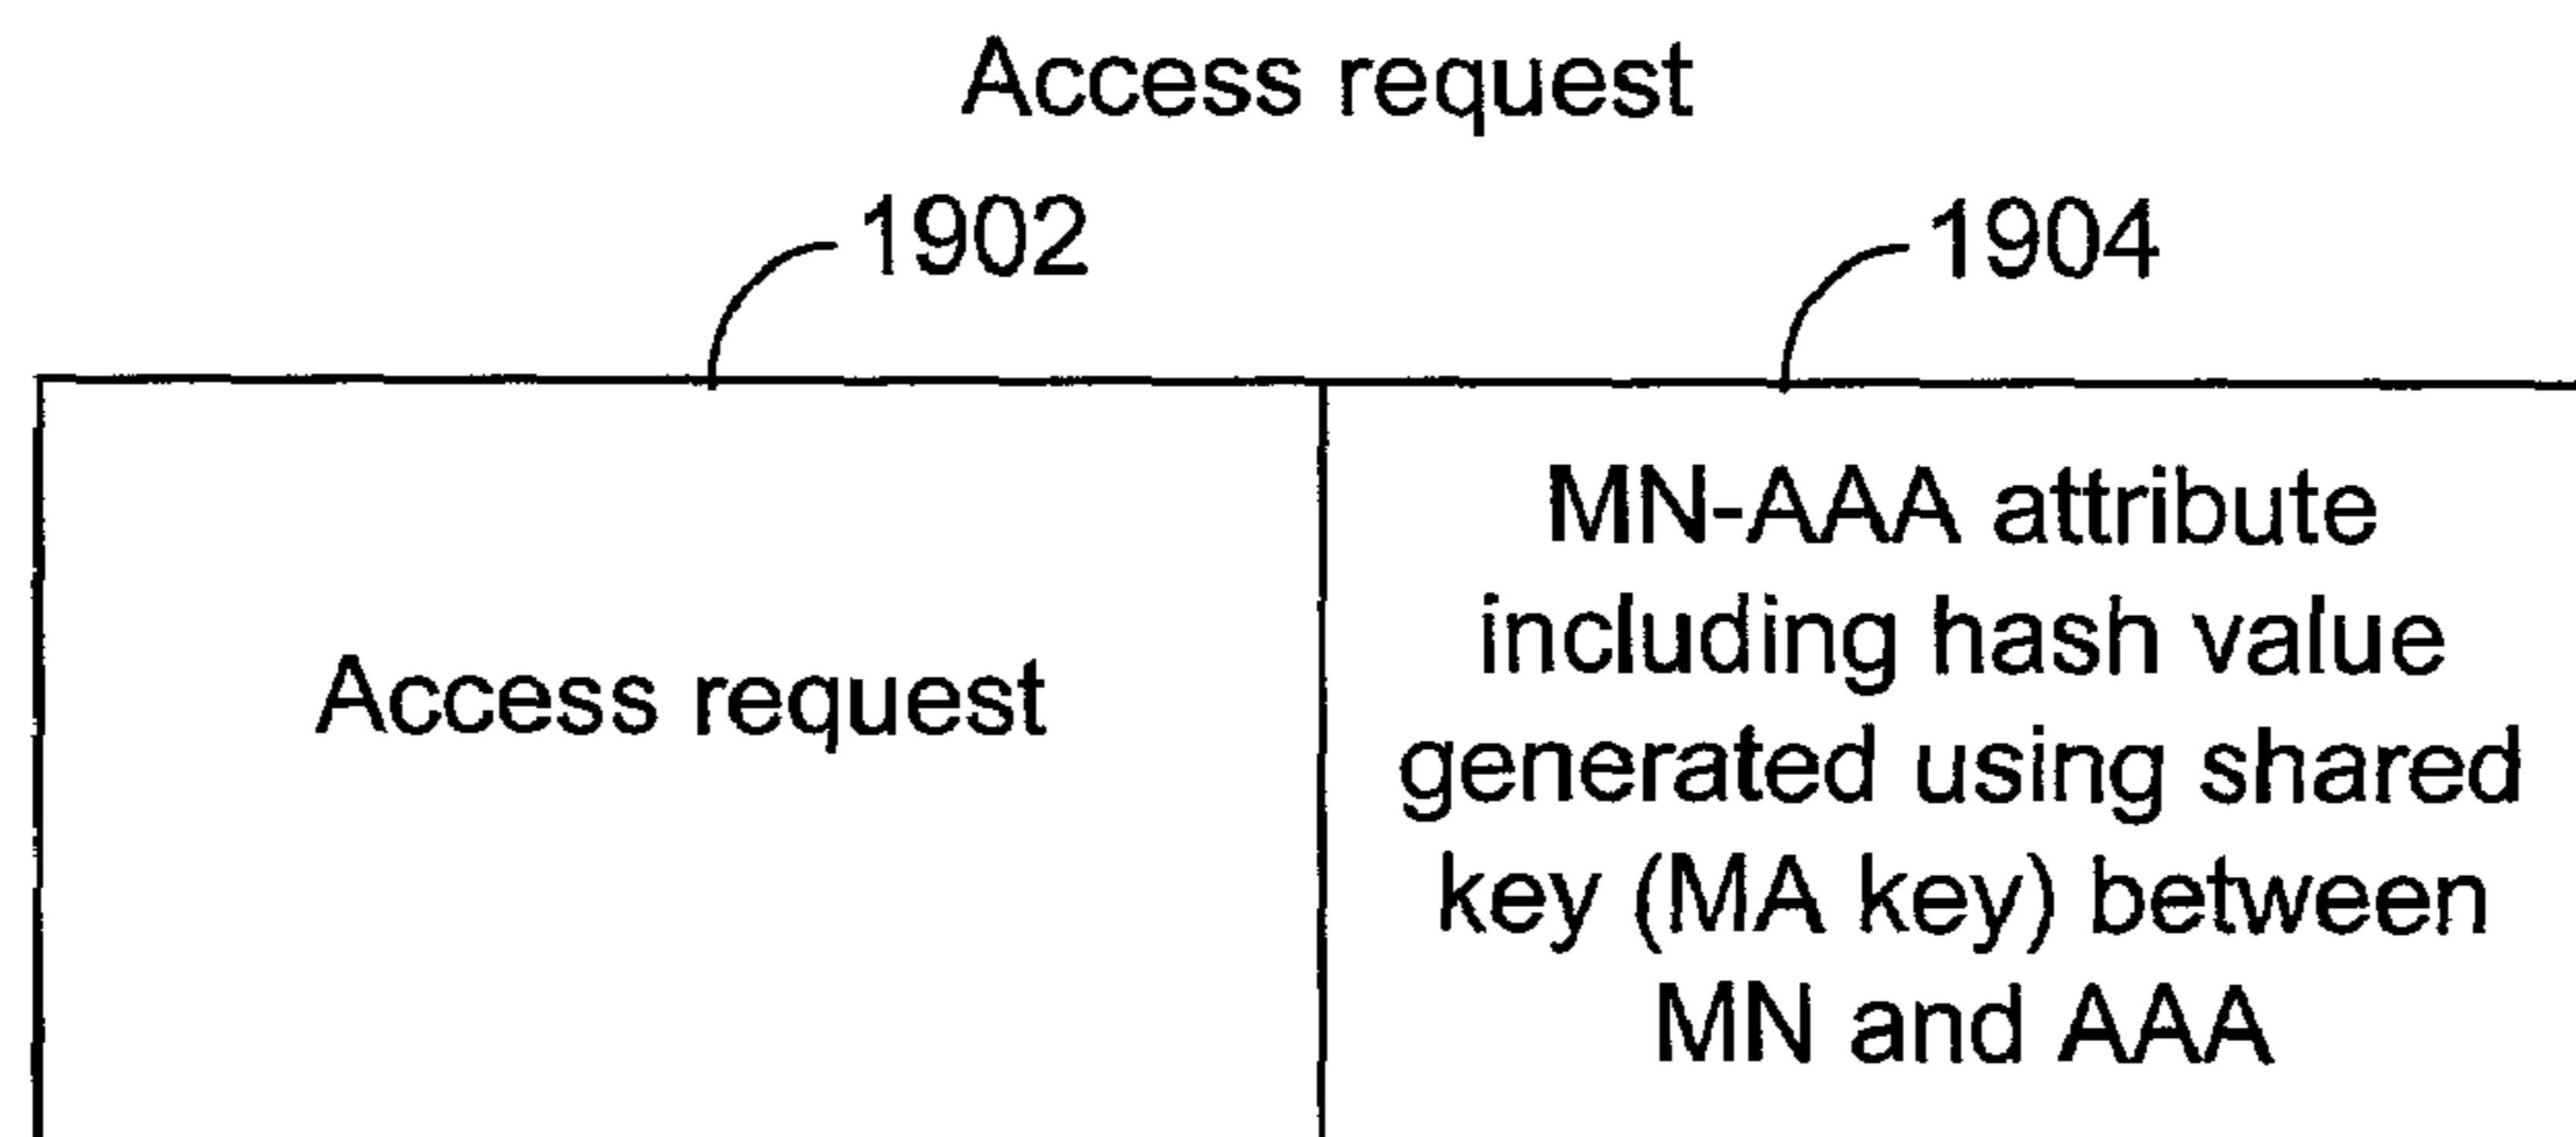 Access request
1902
1904
Access request
MN-AAA attribute
including hash value
generated using shared
key (MA key) between
MN and AAA